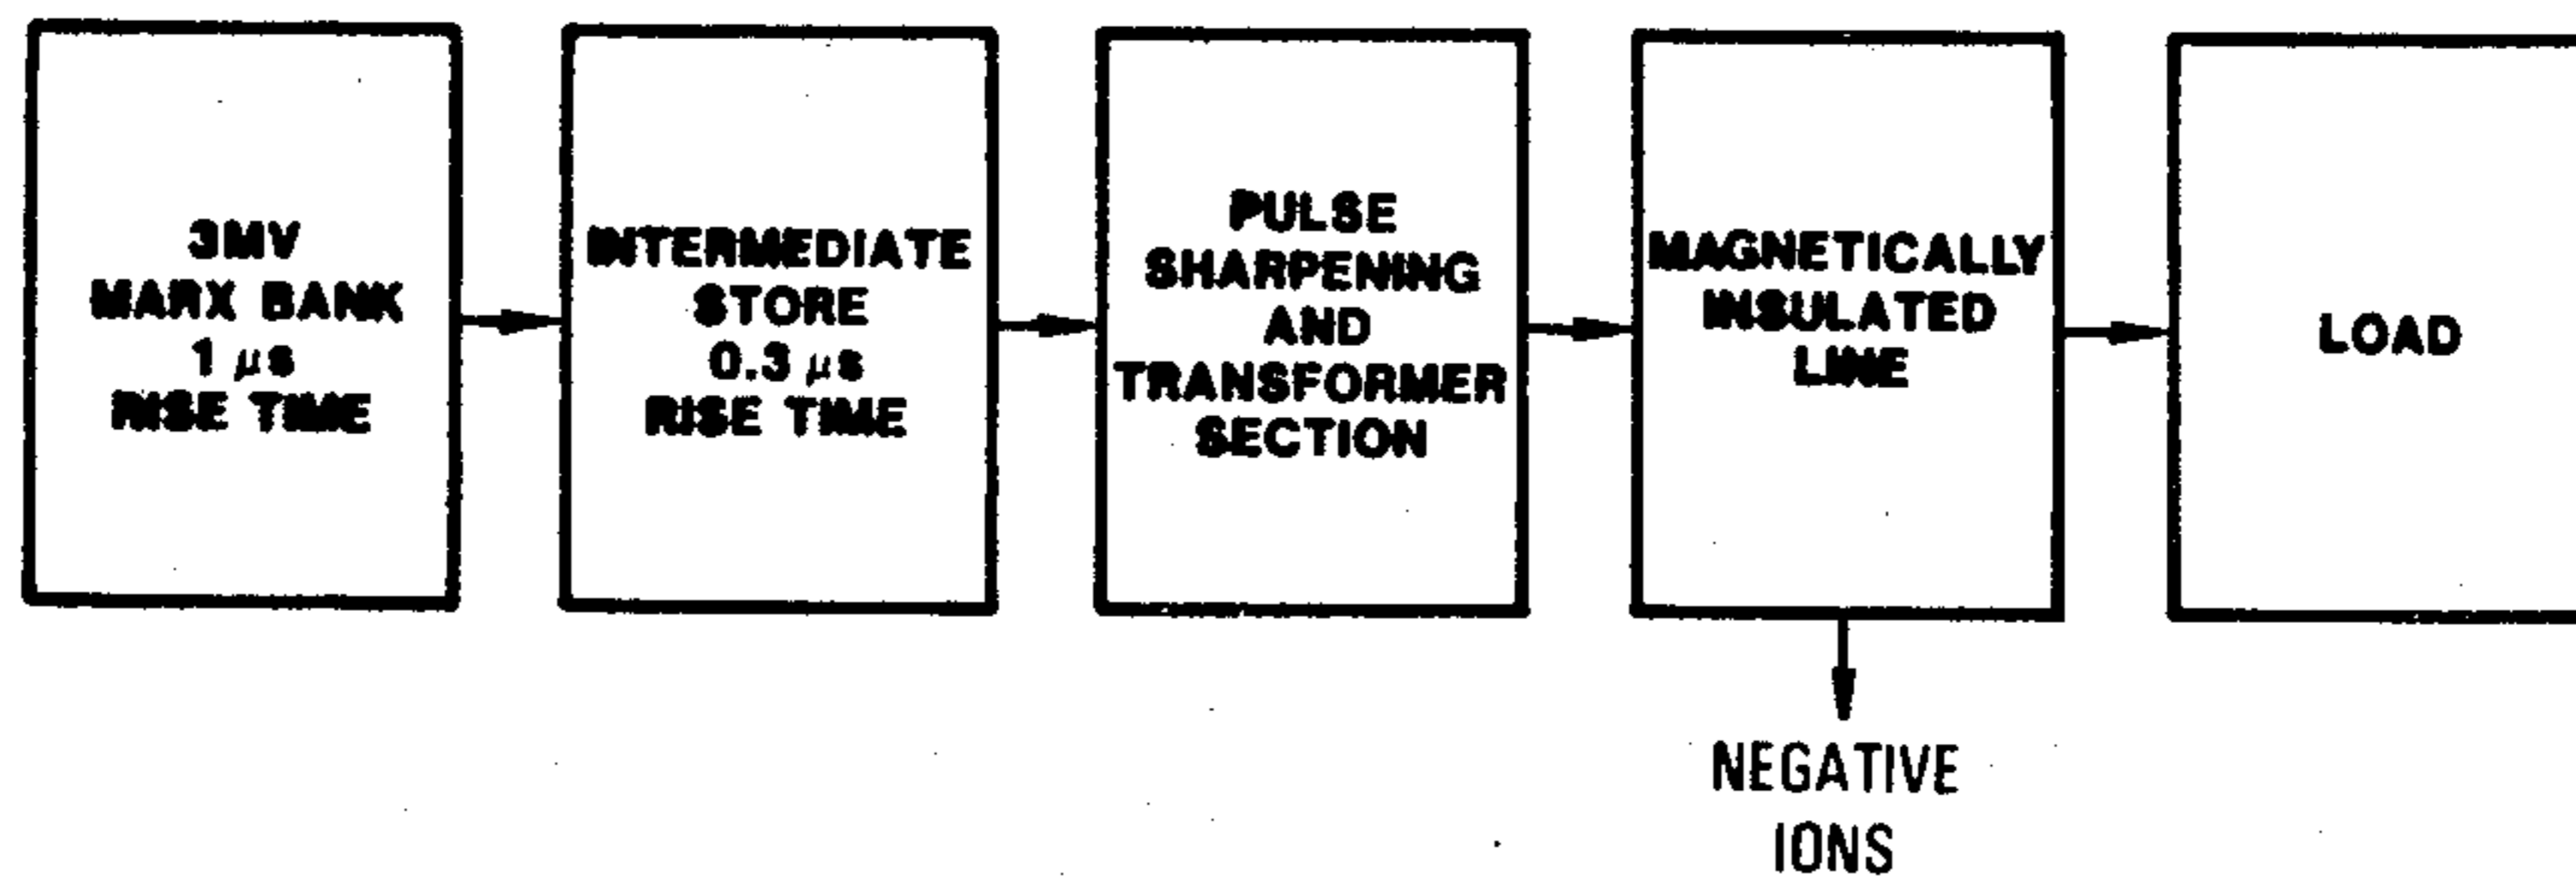 3MV
MARX BANK
1 μs
RISE TIME
INTERMEDIATE
STORE
0.3 μs
RISE TIME
PULSE
SHARPENING
AND
TRANSFORMER
SECTION
MAGNETICALLY
INSULATED
LINE
LOAD
NEGATIVE
IONS